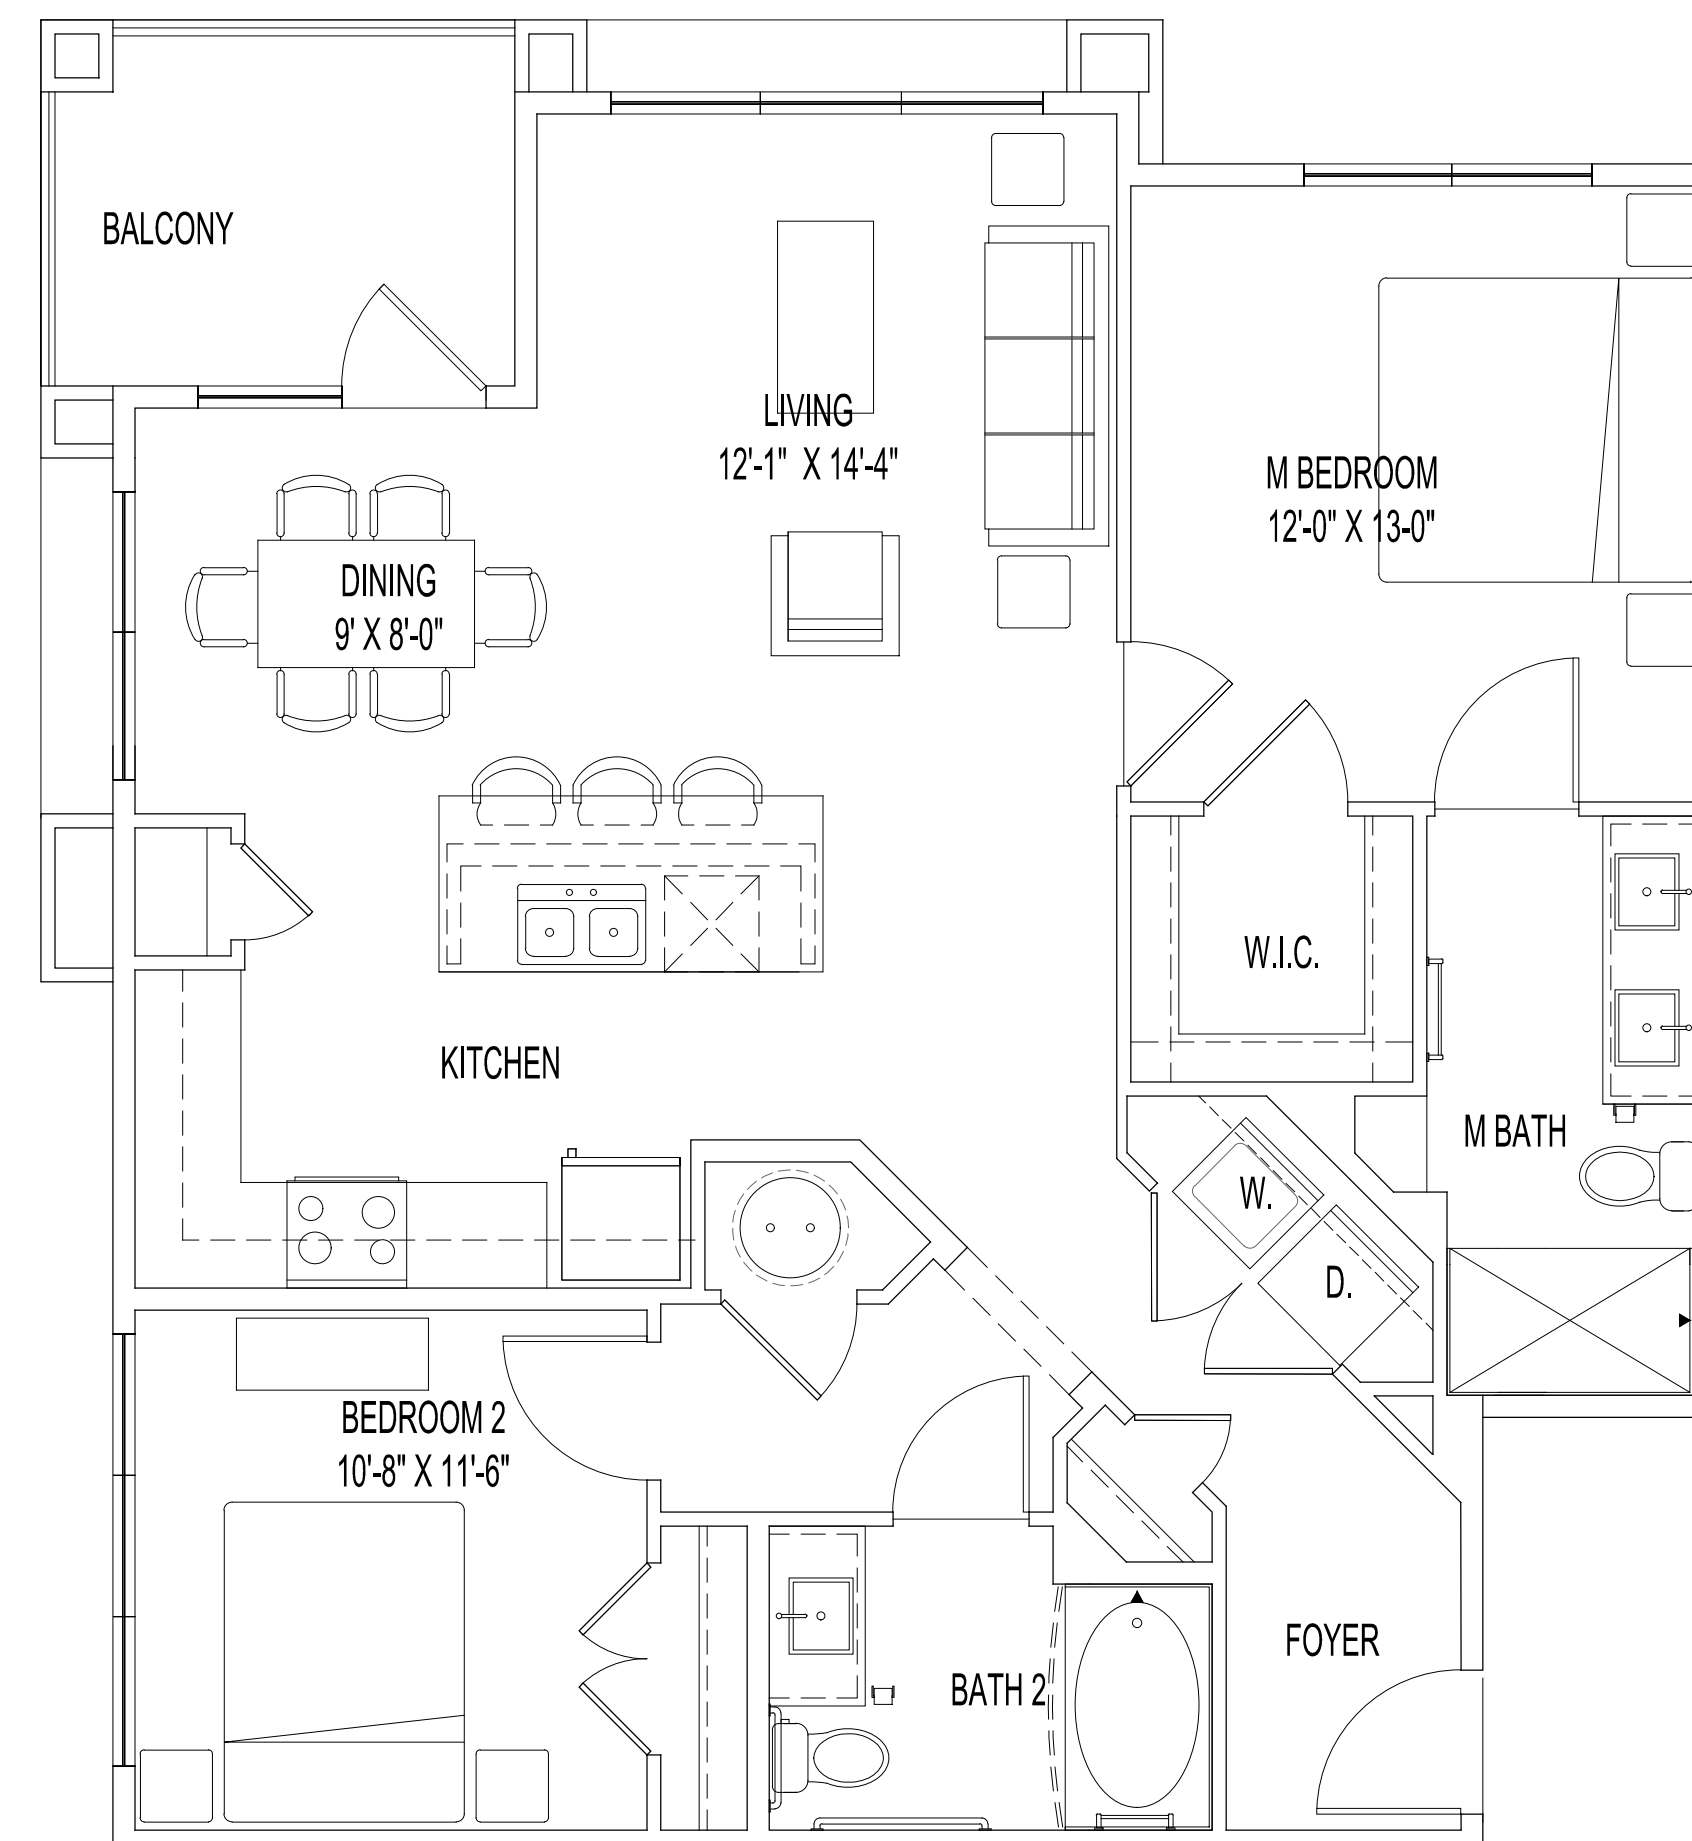 BALCONY
LIVING
12'-1" X 14'-4"
M BEDROOM
12'-0" X 13-0"
DINING
9' X 8'-0"
W.I.C.
KITCHEN
M BATH
W.
D.
BEDROOM 2
10'-8" X 11'-6"
FOYER
BATH 2